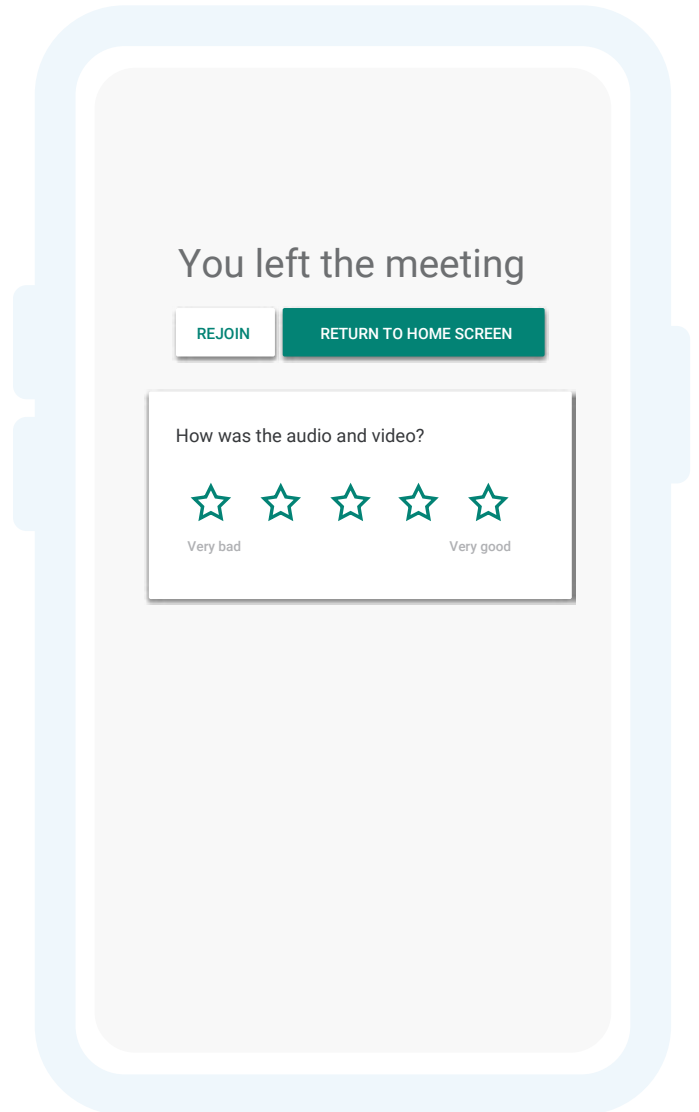 You left the meeting
REJOIN RETURN TO HOME SCREEN
How was the audio and video?
Very bad Very good